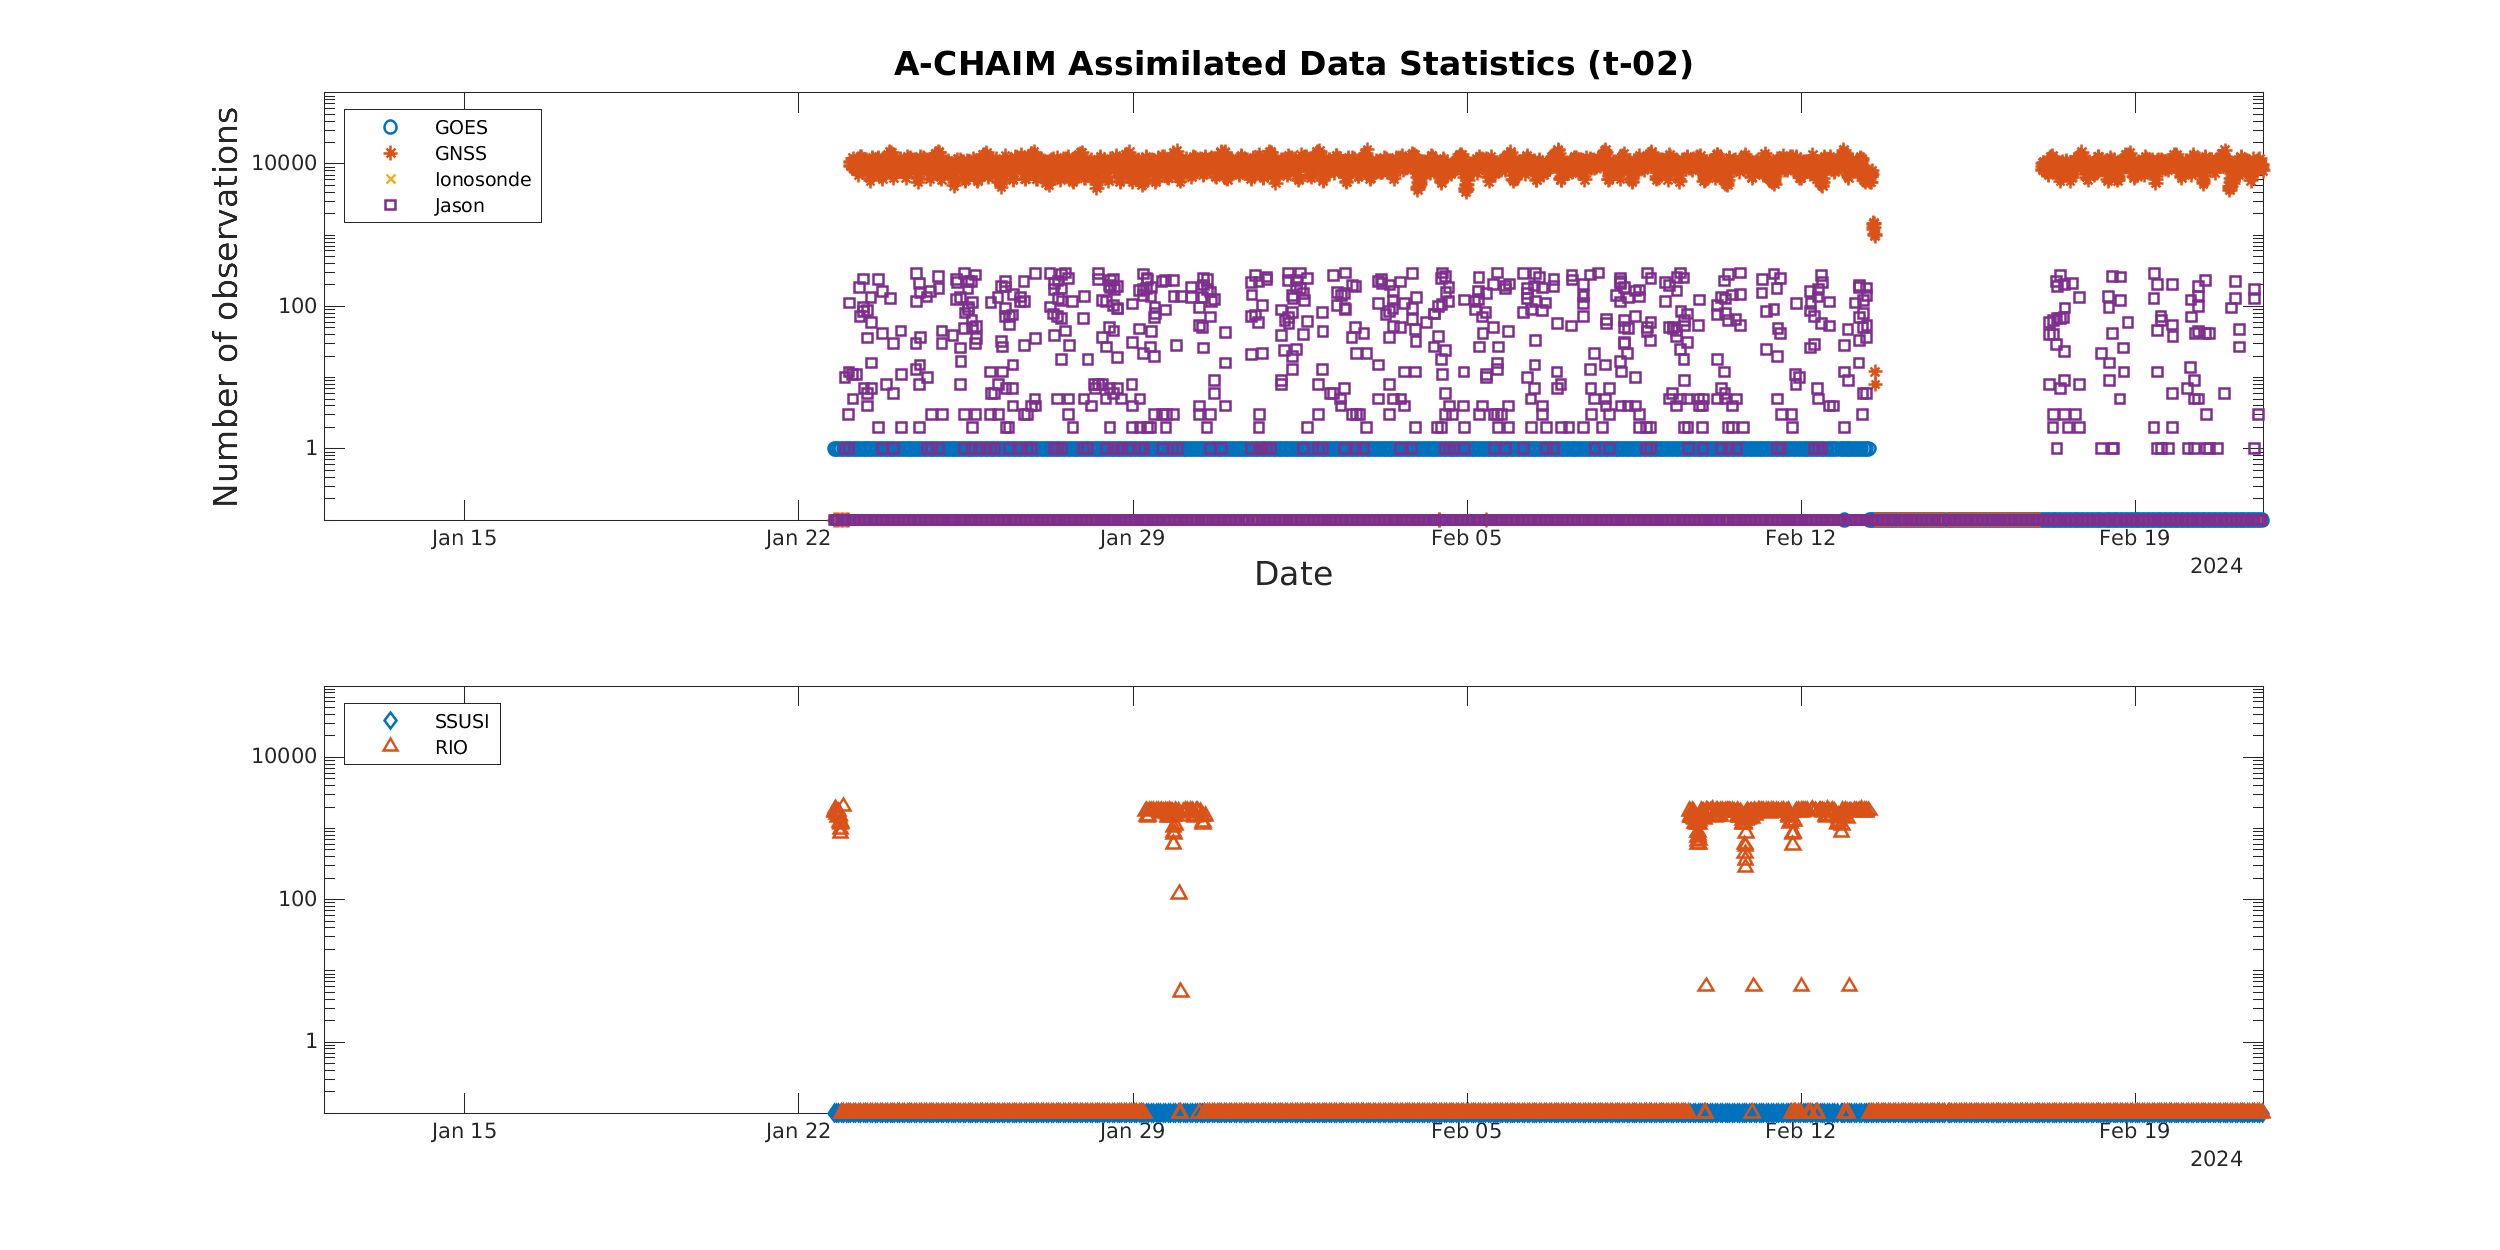 A-CHAIM Assimilated Data Statistics (t-02)
Number of observations
10000
100
1
GOES
GNSS
Ionosonde
Jason
Jan 15
Jan 22
Jan 29
Feb 05
Feb 12
Feb 19
2024
Date
10000
100
1
SSUSI
RIO
Jan 15
Jan 22
Jan 29
Feb 05
Feb 12
Feb 19
2024